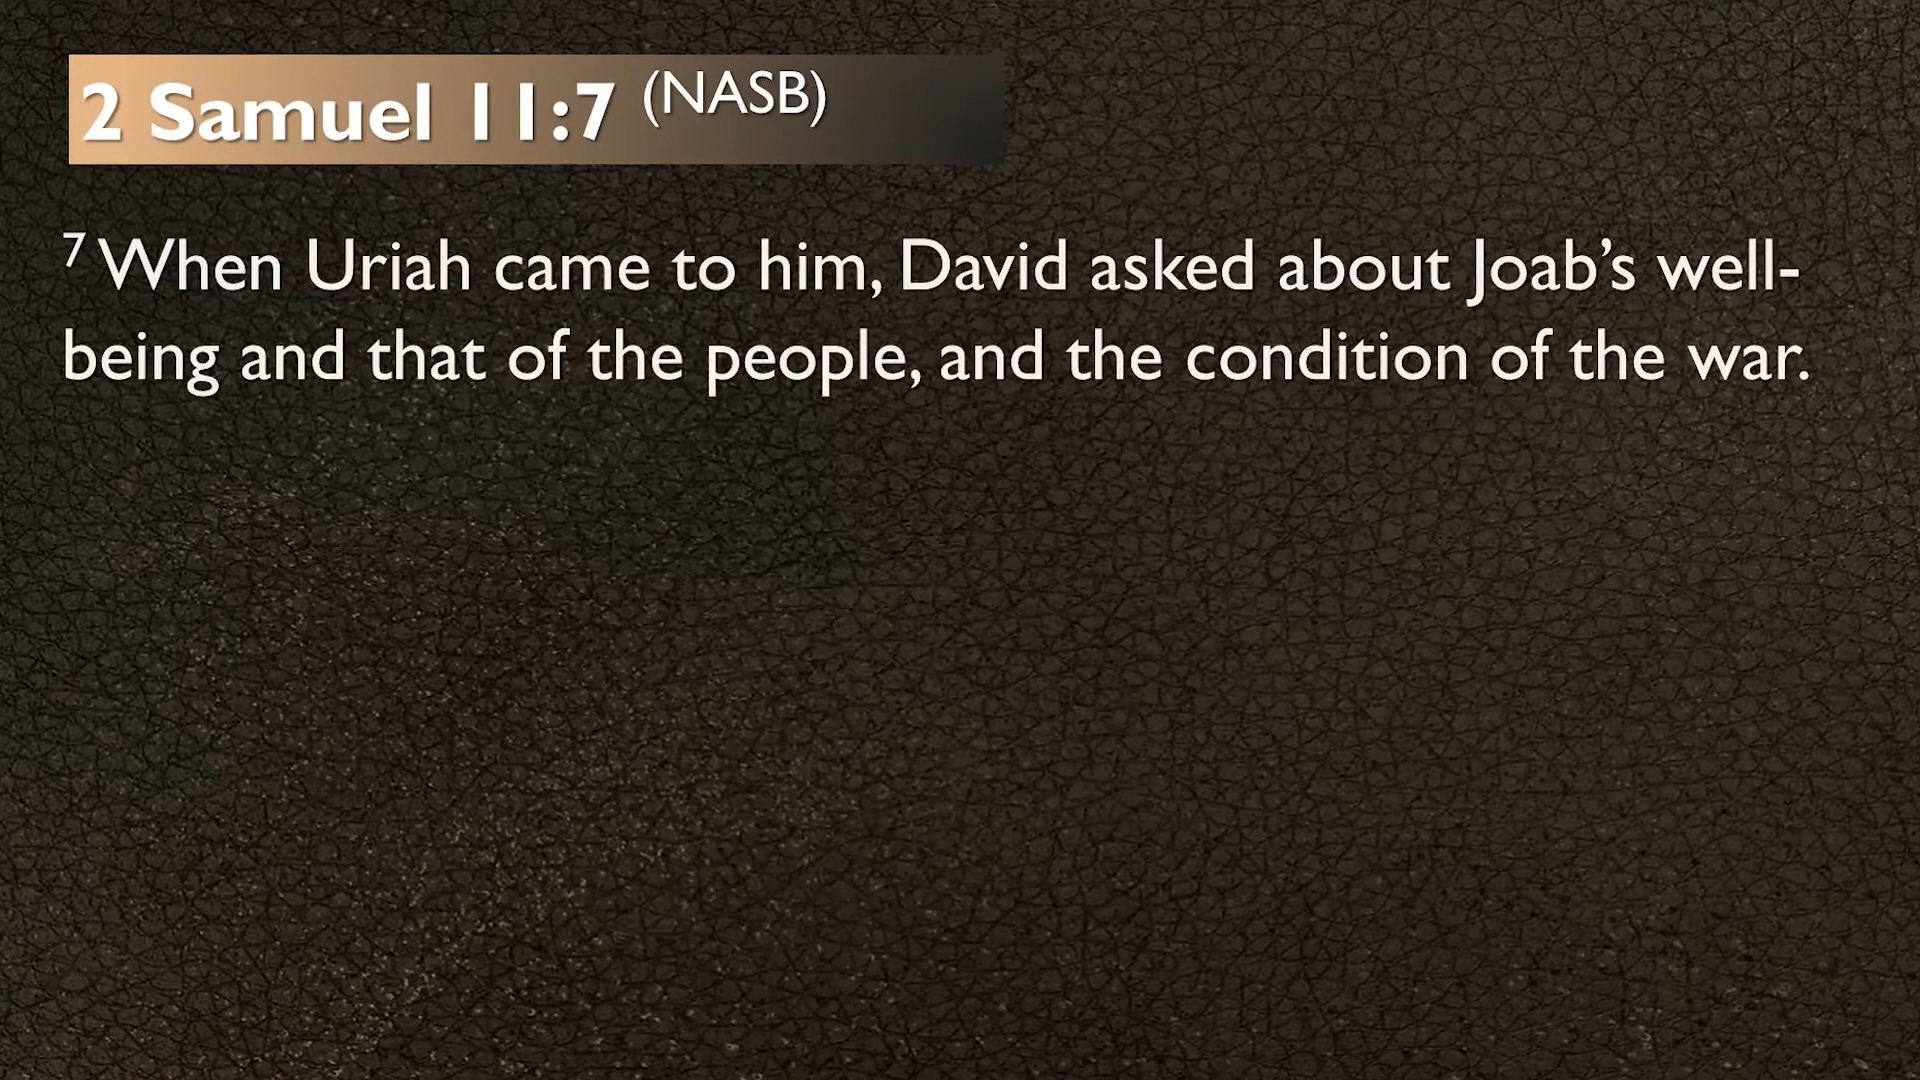 2 Samuel 11:7 (NASB)
7 When Uriah came to him, David asked about Joab’s well-
being and that of the people, and the condition of the war.